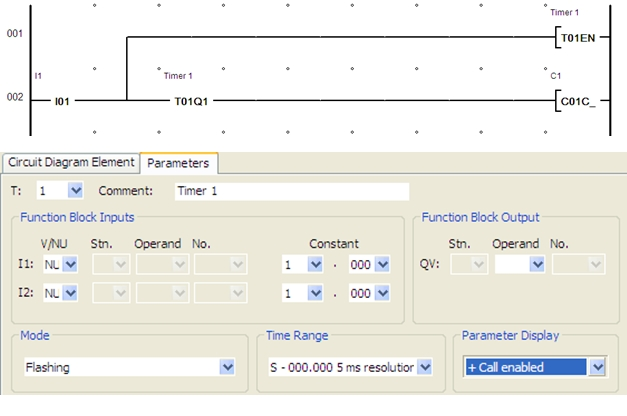 Timer 1
001
T01EN
I1
Timer 1
C1
002
I01
T01Q1
C01C_
Circuit Diagram Element
Parameters
T: 1 Comment: Timer 1
Function Block Inputs
Function Block Output
V/NU Stn. Operand No. Constant
Stn. Operand No.
I1: NU 1 . 000
QV:
I2: NU 1 . 000
Mode
Time Range
Parameter Display
Flashing
S - 000.000 5 ms resolution
+ Call enabled